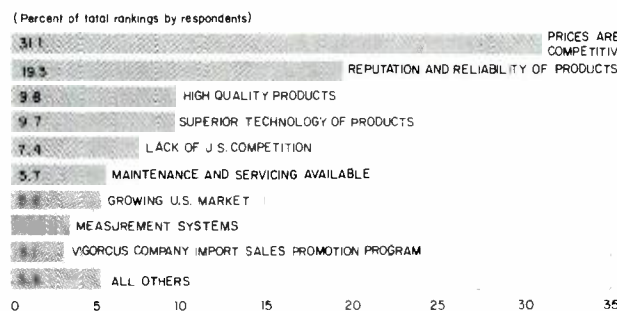 (Percent of total rankings by respondents)
31.1 PRICES ARE
COMPETITIV
19.3 REPUTATION AND RELIABILITY OF PRODUCTS
9.8 HIGH QUALITY PRODUCTS
9.7 SUPERIOR TECHNOLOGY OF PRODUCTS
7.4 LACK OF U S. COMPETITION
5.7 MAINTENANCE AND SERVICING AVAILABLE
GROWING U.S. MARKET
MEASUREMENT SYSTEMS
VIGOROUS COMPANY IMPORT SALES PROMOTION PROGRAM
ALL OTHERS
0 5 10 15 20 25 30 35